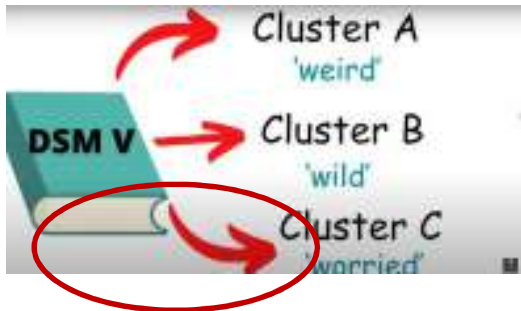 Cluster A
'weird'
DSM V
Cluster B
'wild'
Cluster C
'worried'